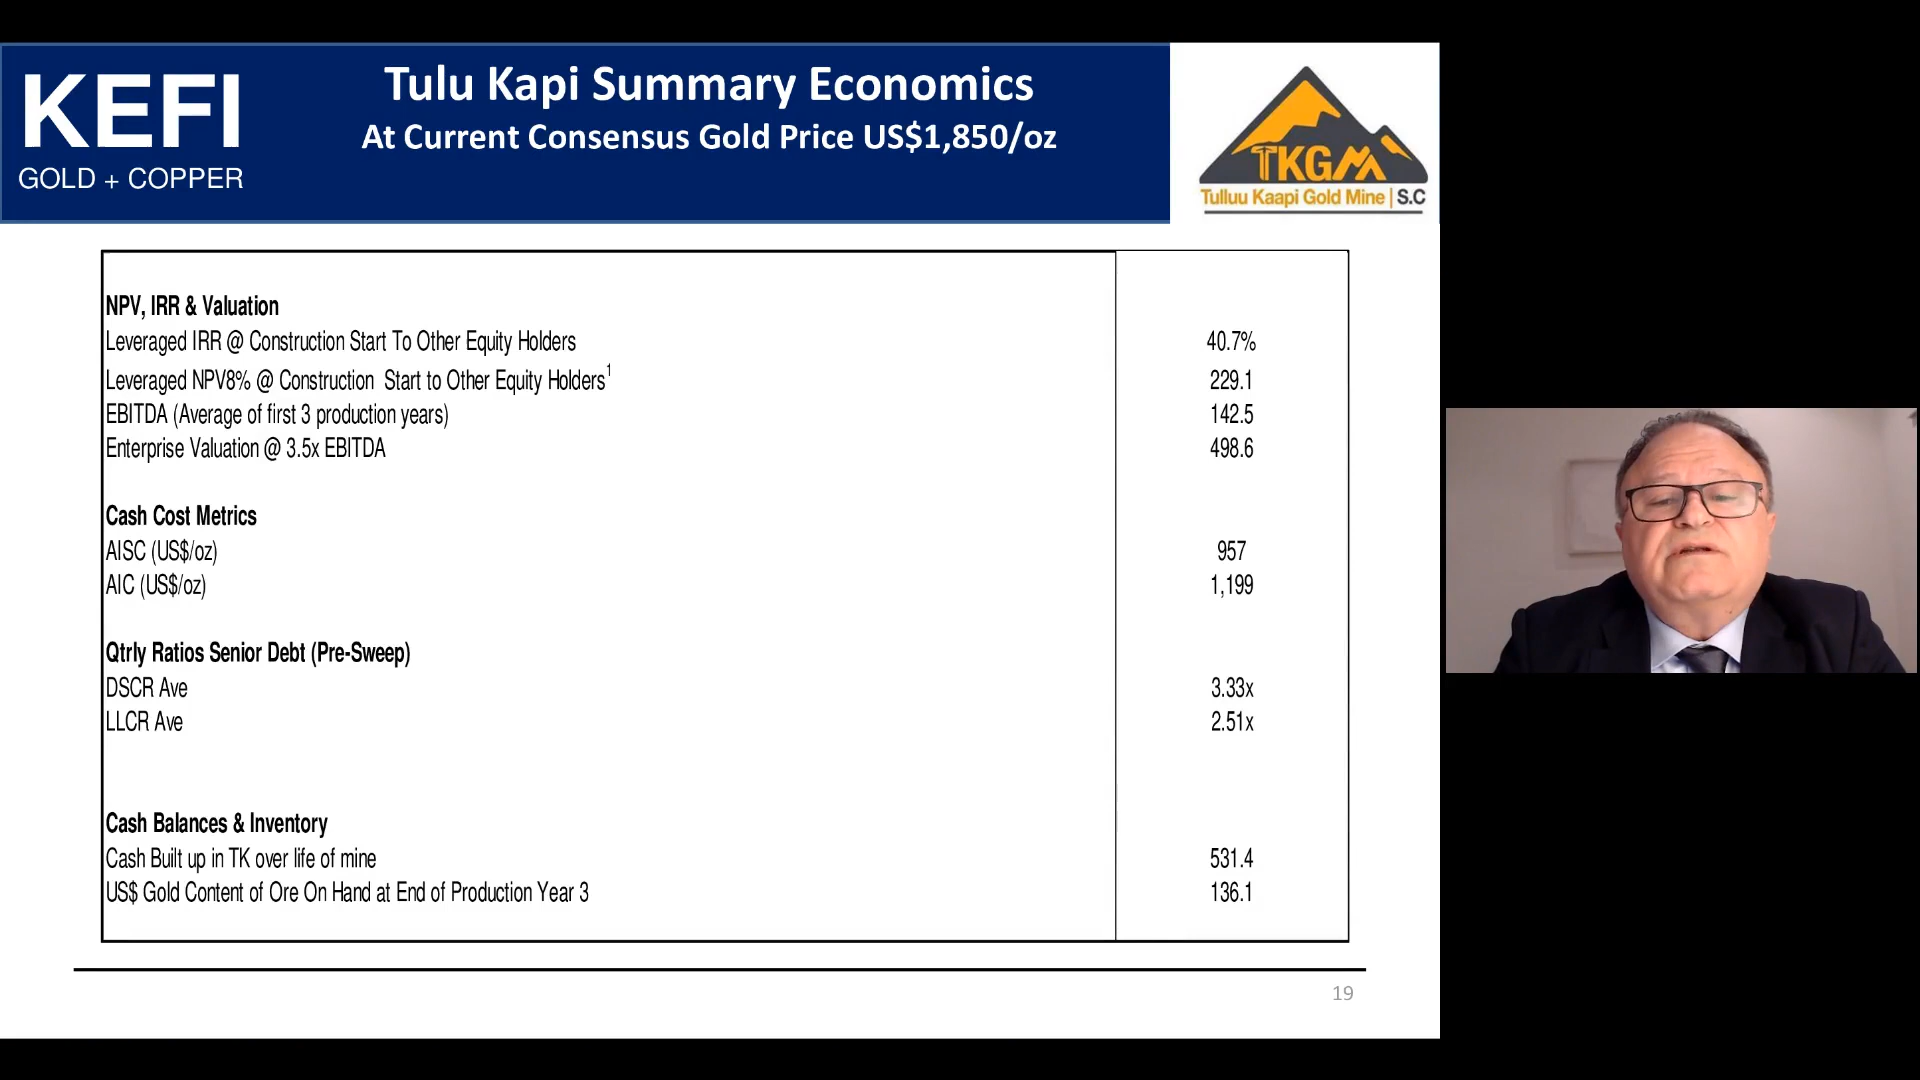 KEFI
GOLD + COPPER
Tulu Kapi Summary Economics
At Current Consensus Gold Price US$1,850/oz
TKGM
Tulluu Kaapi Gold Mine | S.C
NPV, IRR & Valuation
Leveraged IRR @ Construction Start To Other Equity Holders 40.7%
Leveraged NPV8% @ Construction Start to Other Equity Holders¹ 229.1
EBITDA (Average of first 3 production years) 142.5
Enterprise Valuation @ 3.5x EBITDA 498.6
Cash Cost Metrics
AISC (US$/oz) 957
AIC (US$/oz) 1,199
Qtrly Ratios Senior Debt (Pre-Sweep)
DSCR Ave 3.33x
LLCR Ave 2.51x
Cash Balances & Inventory
Cash Built up in TK over life of mine 531.4
US$ Gold Content of Ore On Hand at End of Production Year 3 136.1
19